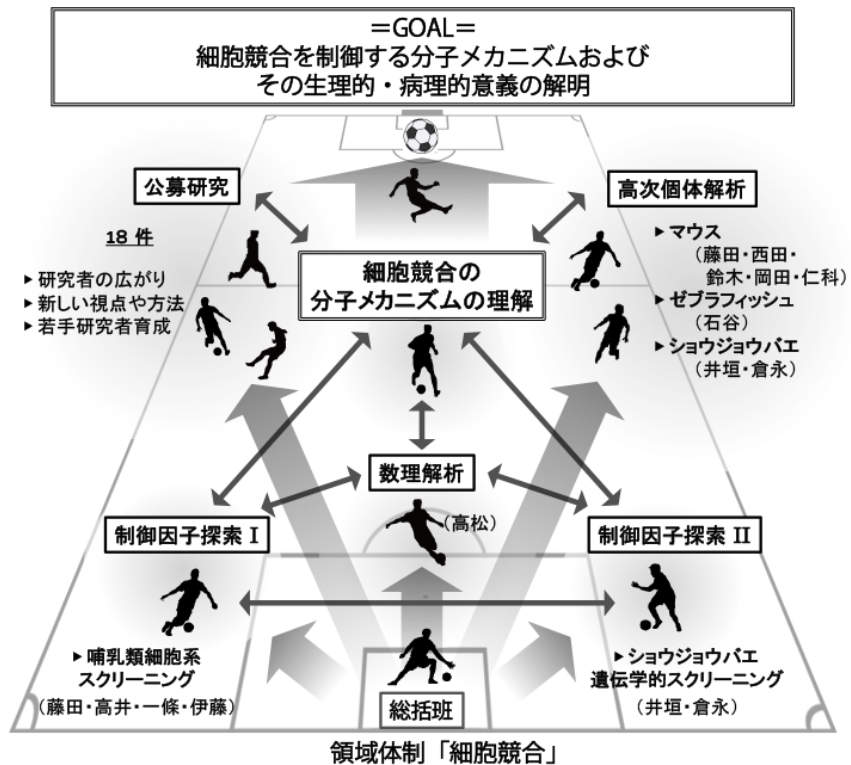 =GOAL=
細胞競合を制御する分子メカニズムおよび
その生理的・病理的意義の解明
公募研究
18 件
▶ 研究者の広がり
▶ 新しい視点や方法
▶ 若手研究者育成
高次個体解析
▶ マウス
（藤田・西田・
鈴木・岡田・仁科）
▶ ゼブラフィッシュ
（石谷）
▶ ショウジョウバエ
（井垣・倉永）
細胞競合の
分子メカニズムの理解
数理解析
（高松）
制御因子探索 I
▶ 哺乳類細胞系
スクリーニング
（藤田・高井・一條・伊藤）
制御因子探索 II
▶ ショウジョウバエ
遺伝学的スクリーニング
（井垣・倉永）
総括班
領域体制「細胞競合」